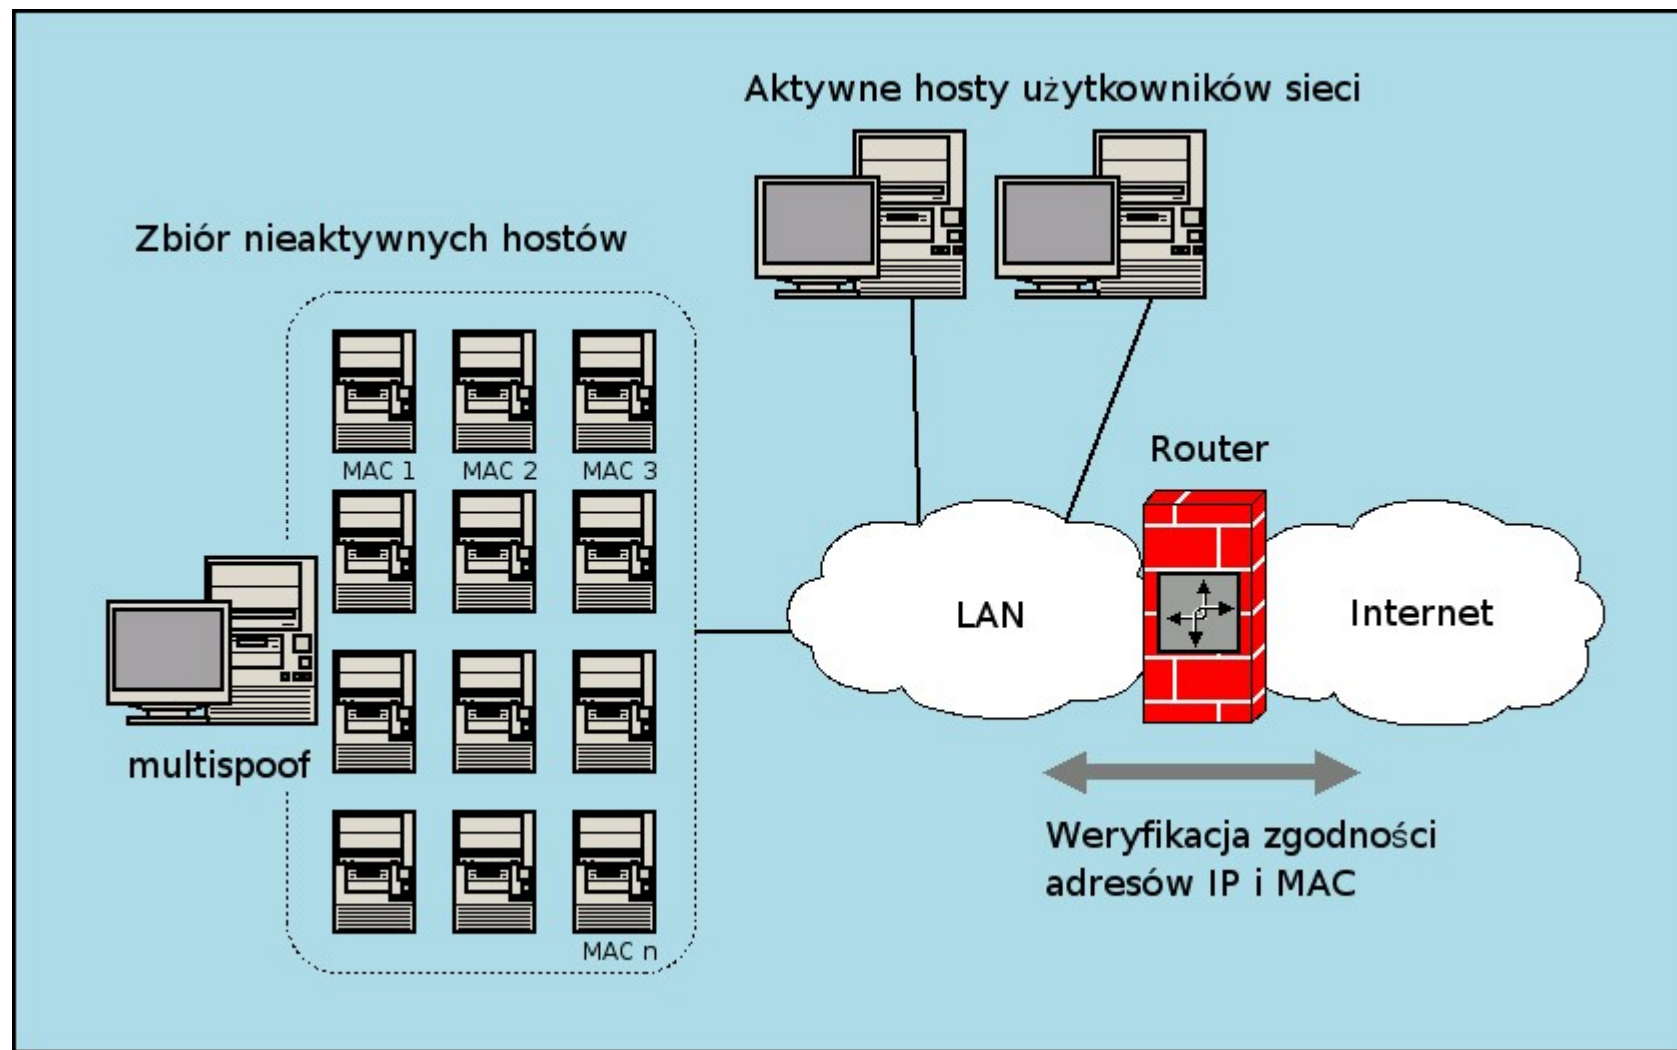 Aktywne hosty użytkowników sieci
Zbiór nieaktywnych hostów
MAC 1
MAC 2
MAC 3
Router
LAN
Internet
multispoof
Weryfikacja zgodności
adresów IP i MAC
MAC n